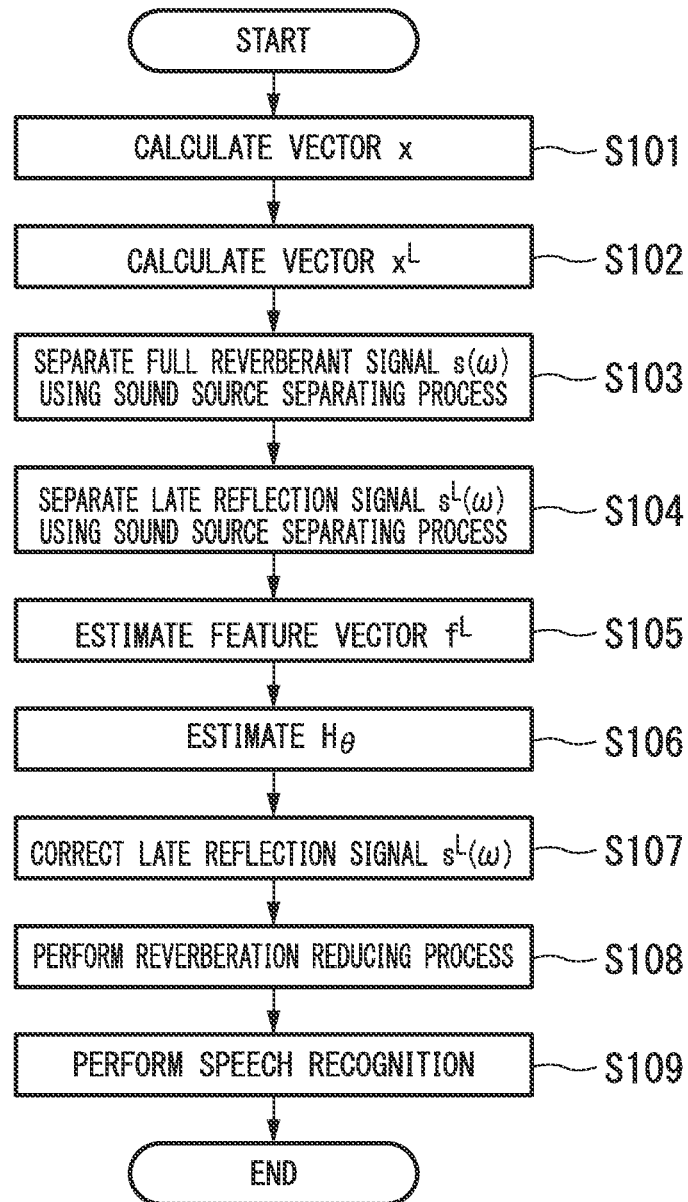 START
CALCULATE VECTOR x S101
CALCULATE VECTOR x^L S102
SEPARATE FULL REVERBERANT SIGNAL s(ω)
USING SOUND SOURCE SEPARATING PROCESS S103
SEPARATE LATE REFLECTION SIGNAL s^L(ω)
USING SOUND SOURCE SEPARATING PROCESS S104
ESTIMATE FEATURE VECTOR f^L S105
ESTIMATE H_θ S106
CORRECT LATE REFLECTION SIGNAL s^L(ω) S107
PERFORM REVERBERATION REDUCING PROCESS S108
PERFORM SPEECH RECOGNITION S109
END